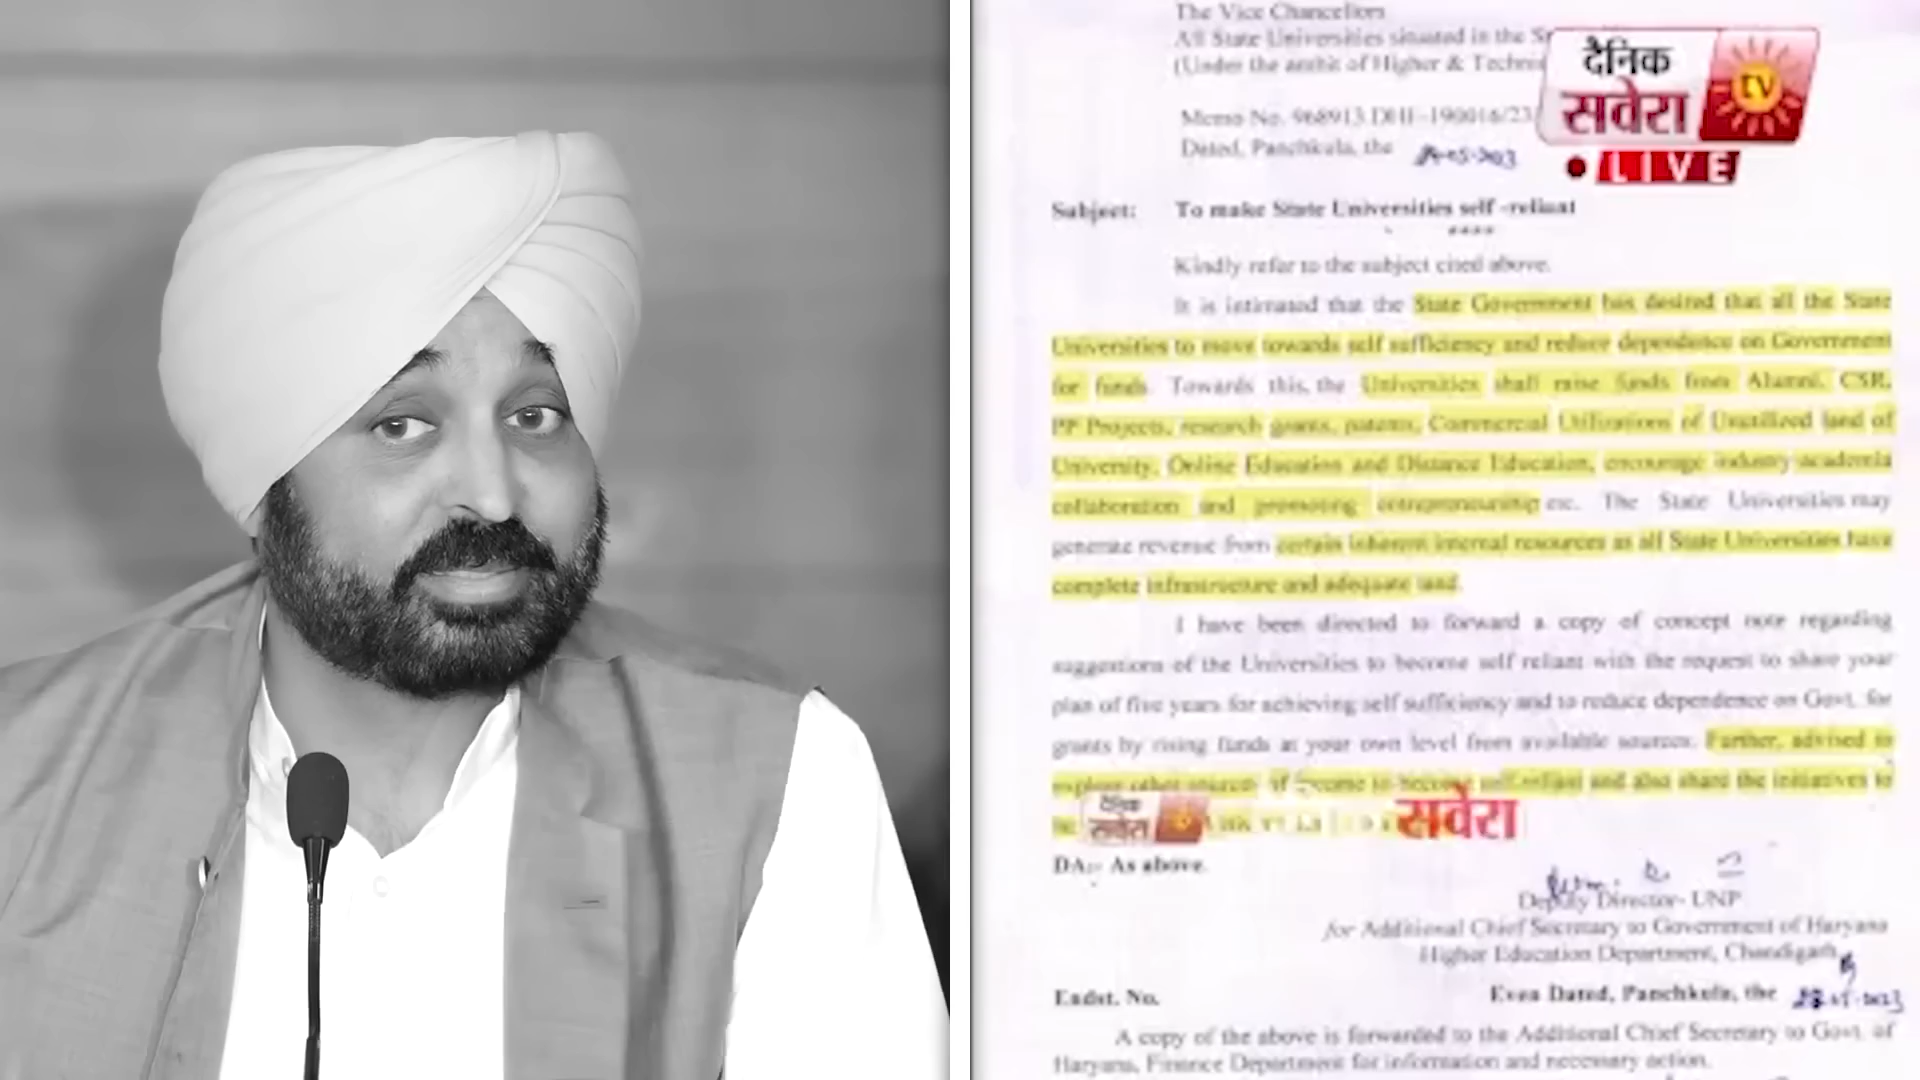 The Vice Chancellors
All State Universities situated in the
(Under the ambit of Higher &
दैनिक
सवेरा
TV
LIVE
Memo No. 968913 DHE-190016/23
Dated, Panchkula, the
Subject: To make State Universities self -reliant
****
Kindly refer to the subject cited above.
It is intimated that the State Government has desired that all the State
Universities to move towards self sufficiency and reduce dependence on Government
for funds. Towards this, the Universities shall raise funds from Alumni, CSR,
PP Projects, research grants, patents, Commercial Utilizations of Unutilized land of
University, Online Education and Distance Education, encourage industry-academia
collaboration and promoting entrepreneurship etc. The State Universities may
generate revenue from certain inherent internal resources as all State Universities have
complete infrastructure and adequate land.
I have been directed to forward a copy of concept note regarding
suggestions of the Universities to become self reliant with the request to share your
plan of five years for achieving self sufficiency and to reduce dependence on Govt. for
grants by rising funds at your own level from available sources. Further, advised to
explore other sources of income to become self-reliant and also share the initiatives to
दैनिक
सवेरा
सवेरा
DA:- As above.
Deputy Director- UNP
for Additional Chief Secretary to Government of Haryana
Higher Education Department, Chandigarh
Endst. No. Even Dated, Panchkula, the
A copy of the above is forwarded to the Additional Chief Secretary to Govt. of
Haryana, Finance Department for information and necessary action.